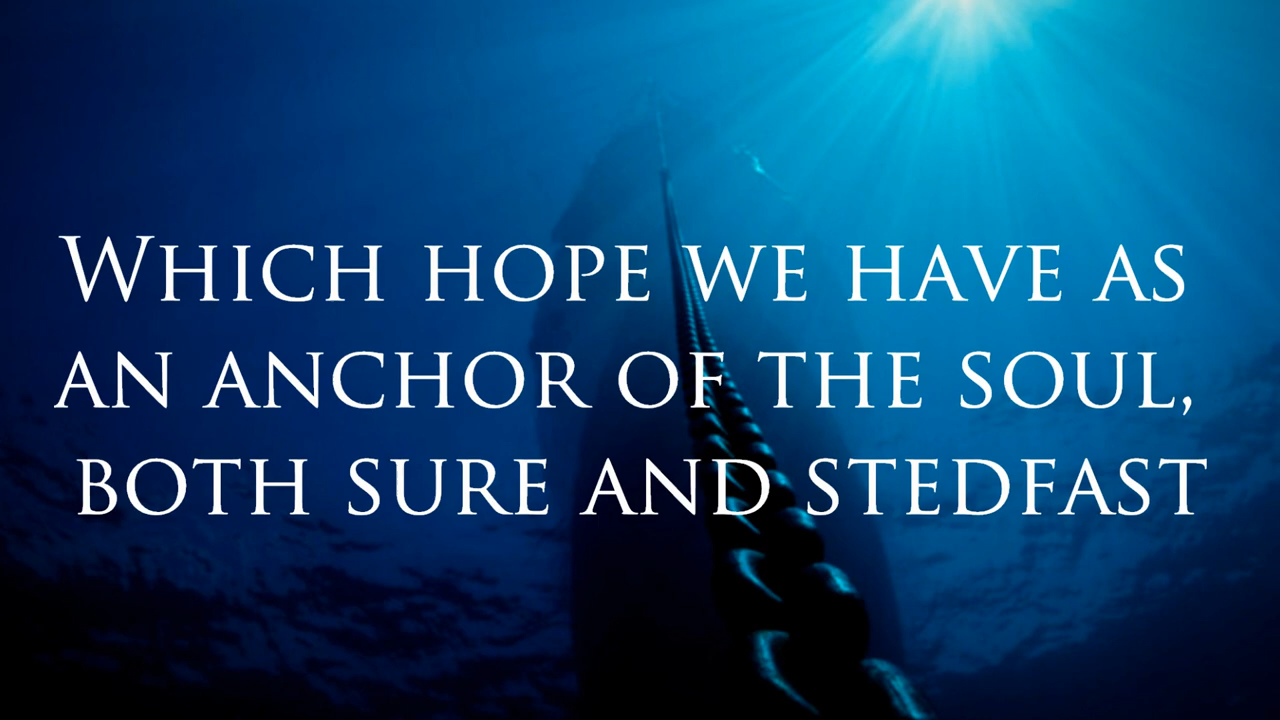 Which hope we have as
an anchor of the soul,
both sure and stedfast